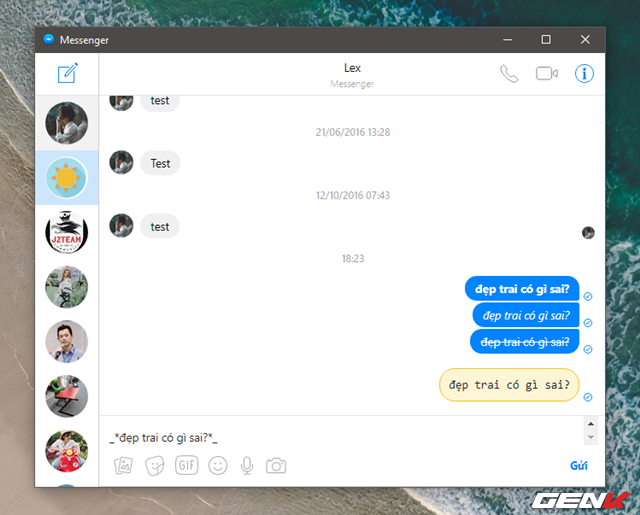 Messenger
Lex
Messenger
test
21/06/2016 13:28
Test
12/10/2016 07:43
test
18:23
đẹp trai có gì sai?
đẹp trai có gì sai?
đẹp trai có gì sai?
đẹp trai có gì sai?
_*đẹp trai có gì sai?*_
GIF
Gửi
J2TEAM
GENK